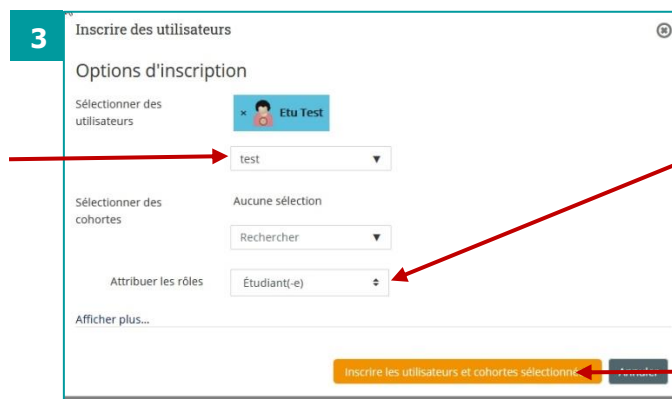 3
Inscrire des utilisateurs
Options d'inscription
Sélectionner des
utilisateurs
× Etu Test
test
Sélectionner des
cohortes
Aucune sélection
Rechercher
Attribuer les rôles
Étudiant(-e)
Afficher plus...
Inscrire les utilisateurs et cohortes
Annuler